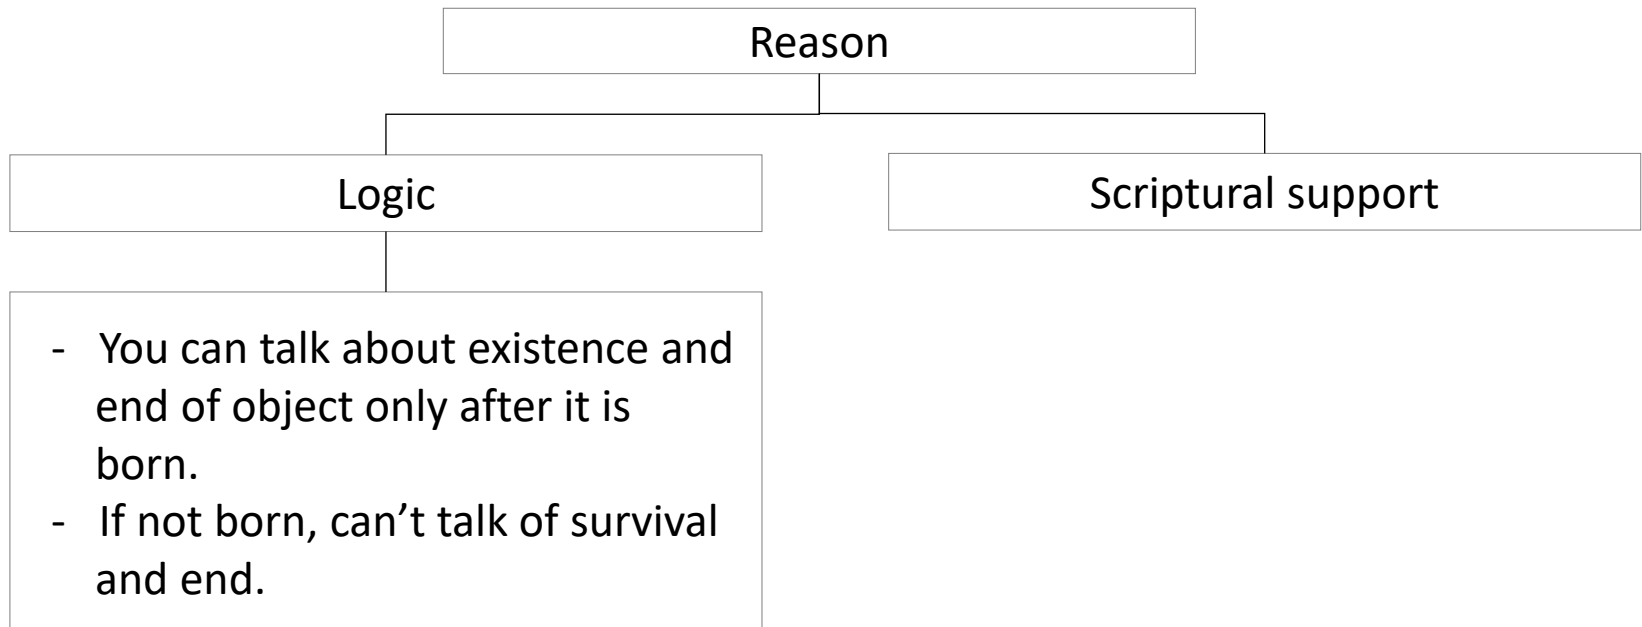 Reason
Logic
Scriptural support
- You can talk about existence and
end of object only after it is
born.
- If not born, can’t talk of survival
and end.